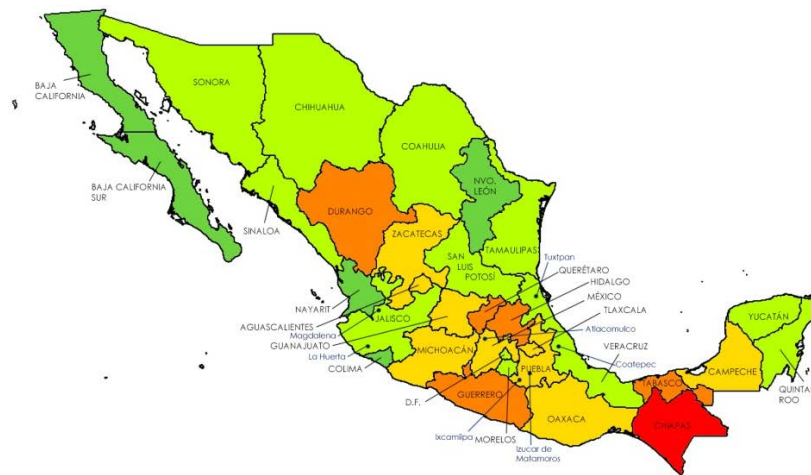 BAJA
CALIFORNIA
SONORA
CHIHUAHUA
COAHULIA
BAJA CALIFORNIA
SUR
SINALOA
DURANGO
NVO.
LEÓN
ZACATECAS
TAMAULIPAS
SAN
LUIS
POTOSÍ
Tuxtpan
QUERÉTARO
HIDALGO
MÉXICO
TLAXCALA
NAYARIT
AGUASCALIENTES
Magdalena
JALISCO
GUANAJUATO
La Huerta
COLIMA
MICHOACÁN
Atlacomulco
VERACRUZ
Coatepec
PUEBLA
D.F.
GUERRERO
Ixcamilpa
MORELOS
Izucar de
Matamoros
OAXACA
TABASCO
CHIAPAS
CAMPECHE
YUCATÁN
QUINTANA
ROO